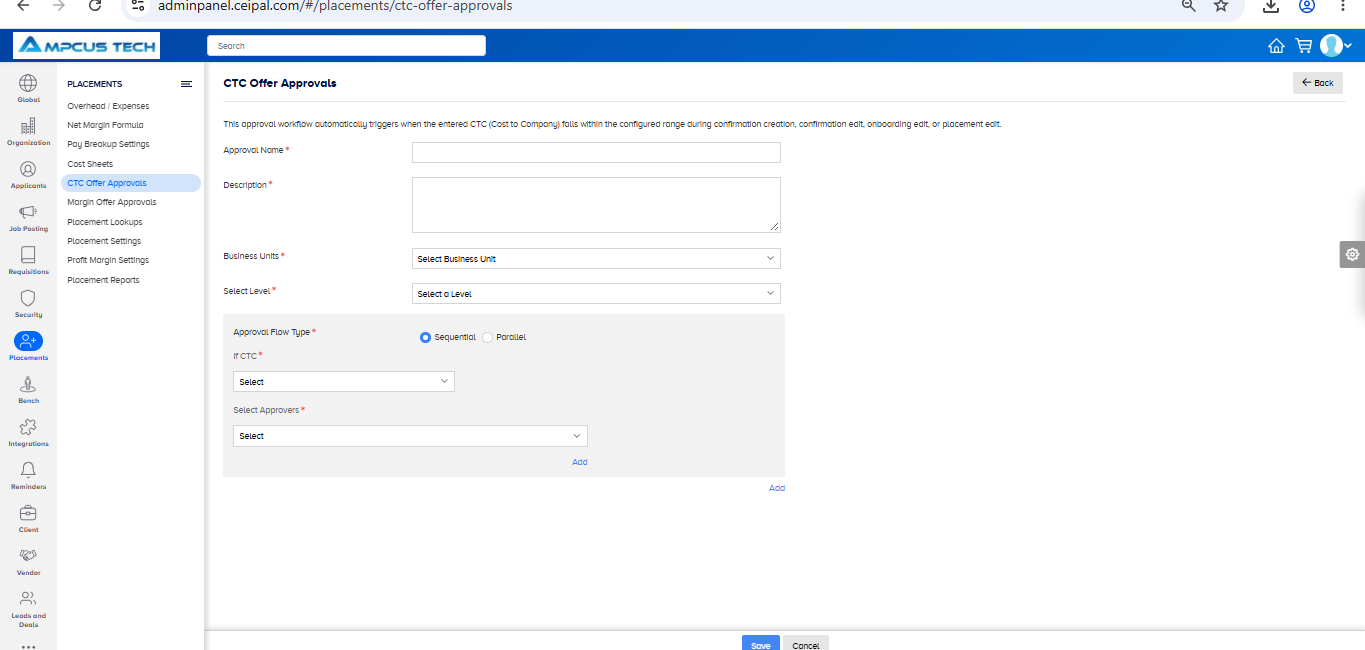 adminpanel.ceipal.com/#/placements/ctc-offer-approvals
AMPCUS TECH
Search
Global
Organization
Applicants
Job Posting
Requisitions
Security
Placements
Bench
Integrations
Reminders
Client
Vendor
Leads and
Deals
PLACEMENTS
Overhead / Expenses
Net Margin Formula
Pay Breakup Settings
Cost Sheets
CTC Offer Approvals
Margin Offer Approvals
Placement Lookups
Placement Settings
Profit Margin Settings
Placement Reports
CTC Offer Approvals
Back
This approval workflow automatically triggers when the entered CTC (Cost to Company) falls within the configured range during confirmation creation, confirmation edit, onboarding edit, or placement edit.
Approval Name *
Description *
Business Units * Select Business Unit
Select Level * Select a Level
Approval Flow Type * Sequential Parallel
If CTC *
Select
Select Approvers *
Select
Add
Add
Save Cancel